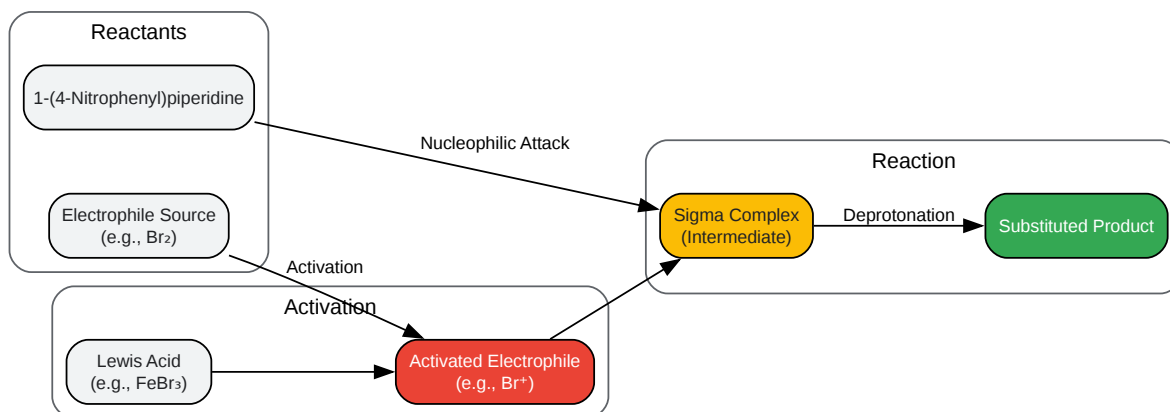 Reactants
1-(4-Nitrophenyl)piperidine
Nucleophilic Attack
Reaction
Electrophile Source
(e.g., Br₂)
Sigma Complex
(Intermediate)
Deprotonation
Substituted Product
Activation
Activation
Lewis Acid
(e.g., FeBr₃)
Activated Electrophile
(e.g., Br⁺)